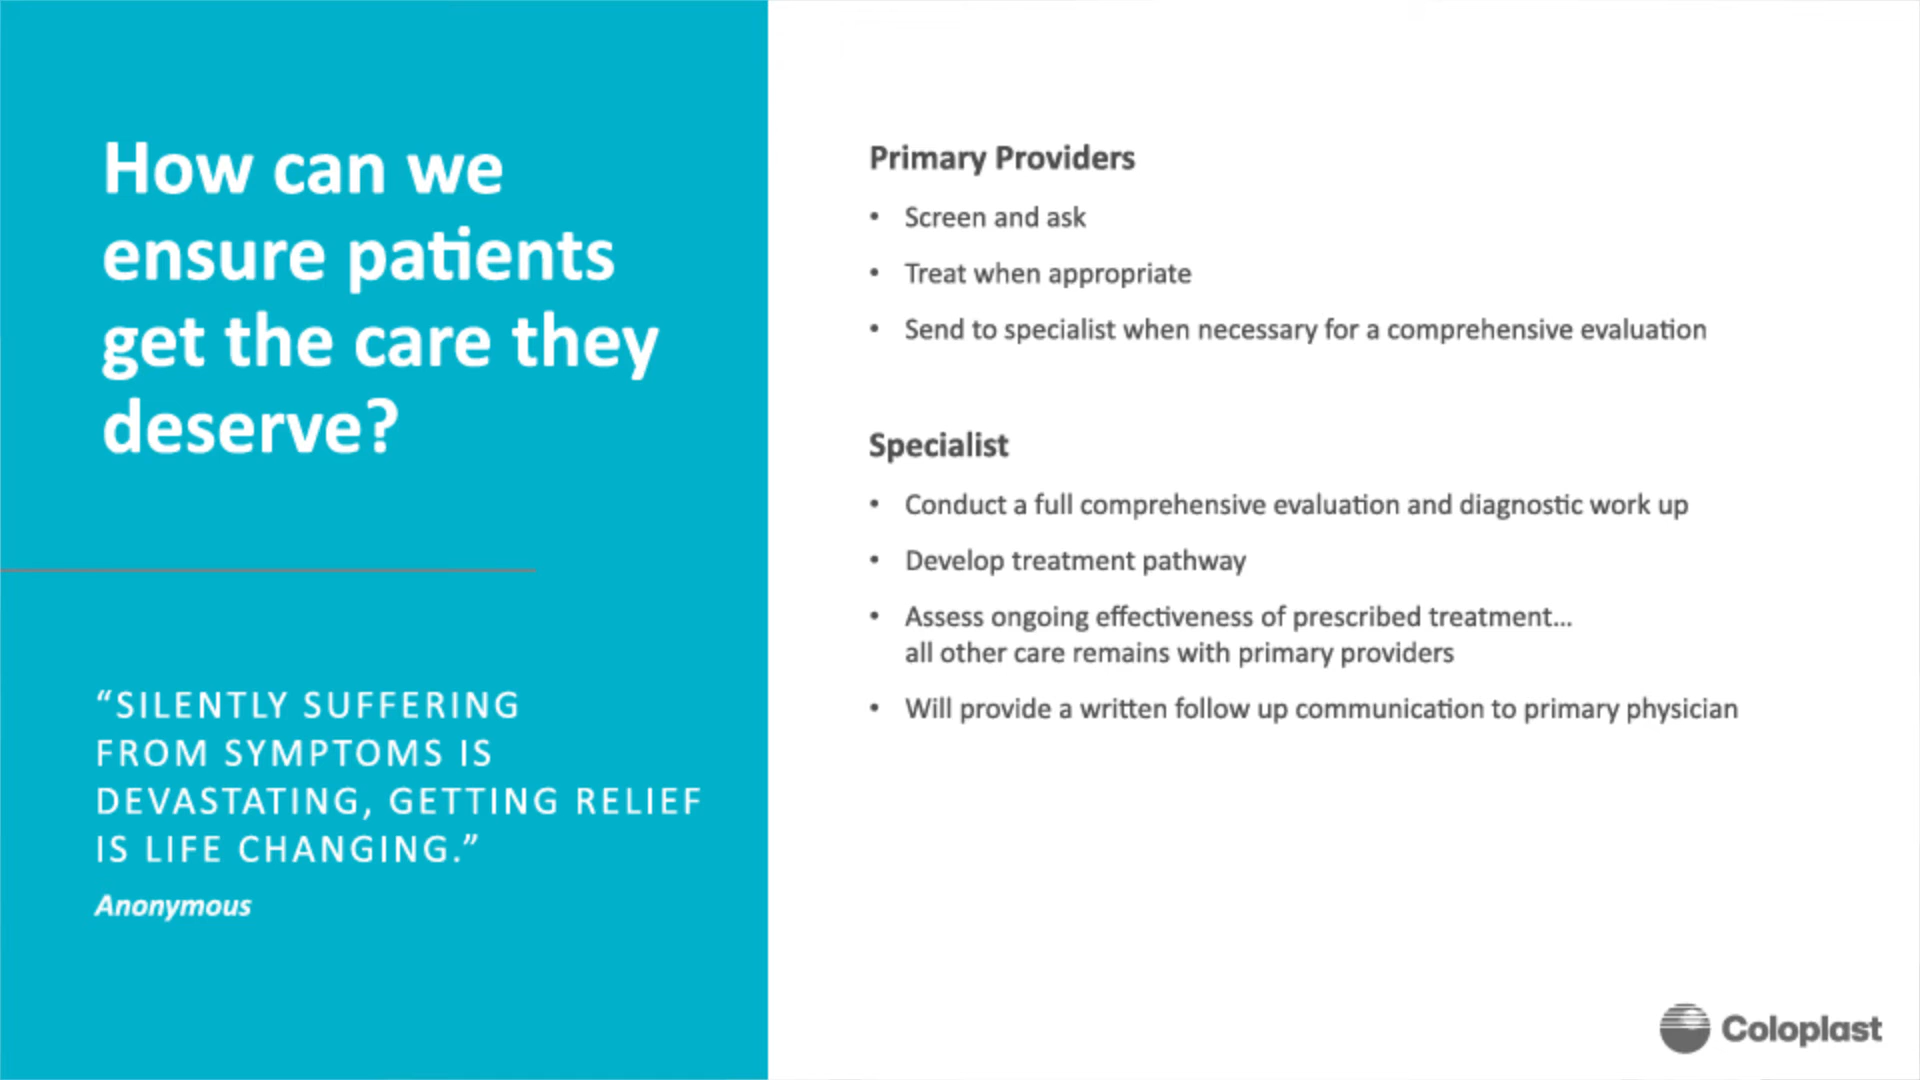 How can we
ensure patients
get the care they
deserve?
“SILENTLY SUFFERING
FROM SYMPTOMS IS
DEVASTATING, GETTING RELIEF
IS LIFE CHANGING.”
Anonymous
Primary Providers
• Screen and ask
• Treat when appropriate
• Send to specialist when necessary for a comprehensive evaluation
Specialist
• Conduct a full comprehensive evaluation and diagnostic work up
• Develop treatment pathway
• Assess ongoing effectiveness of prescribed treatment...
all other care remains with primary providers
• Will provide a written follow up communication to primary physician
Coloplast